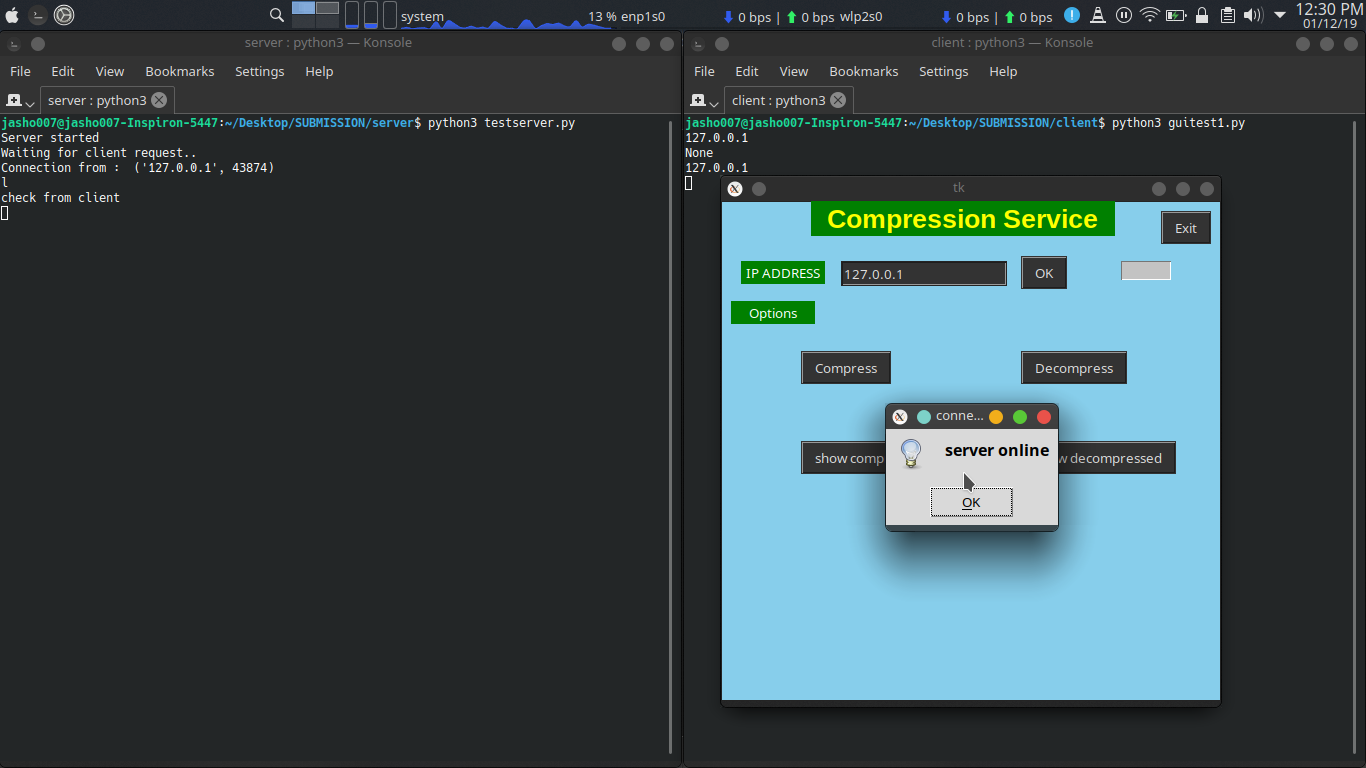 system 13 % enp1s0 0 bps | 0 bps wlp2s0 0 bps | 0 bps 12:30 PM
01/12/19
server : python3 — Konsole
File Edit View Bookmarks Settings Help
server : python3
jasho007@jasho007-Inspiron-5447:~/Desktop/SUBMISSION/server$ python3 testserver.py
Server started
Waiting for client request..
Connection from :  ('127.0.0.1', 43874)
l
check from client
client : python3 — Konsole
File Edit View Bookmarks Settings Help
client : python3
jasho007@jasho007-Inspiron-5447:~/Desktop/SUBMISSION/client$ python3 guitest1.py
127.0.0.1
None
127.0.0.1
tk
Compression Service
Exit
IP ADDRESS 127.0.0.1 OK
Options
Compress Decompress
conne...
server online
show comp w decompressed
OK